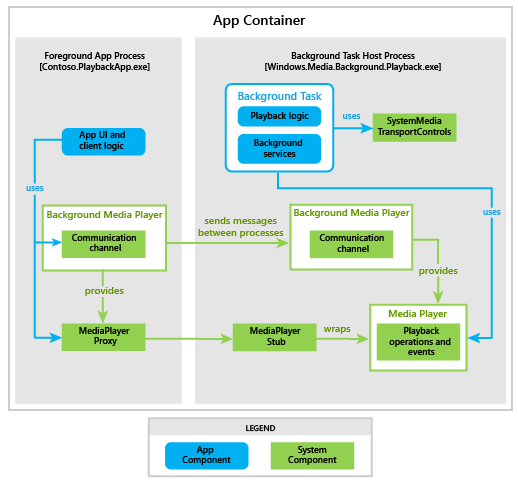 App Container
Foreground App Process
[Contoso.PlaybackApp.exe]
Background Task Host Process
[Windows.Media.Background.Playback.exe]
Background Task
Playback logic
Background
services
uses
SystemMedia
TransportControls
App UI and
client logic
uses
uses
Background Media Player
Communication
channel
sends messages
between processes
Background Media Player
Communication
channel
provides
provides
MediaPlayer
Proxy
MediaPlayer
Stub
wraps
Media Player
Playback
operations and
events
LEGEND
App
Component
System
Component